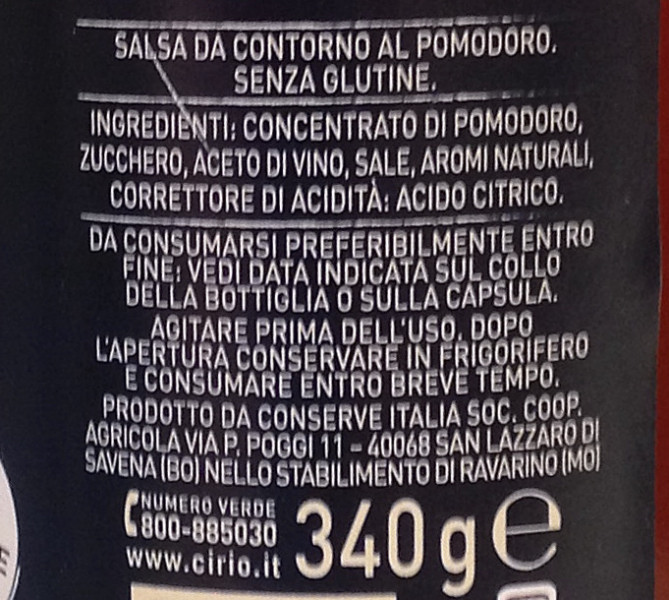 SALSA DA CONTORNO AL POMODORO.
SENZA GLUTINE.
INGREDIENTI: CONCENTRATO DI POMODORO,
ZUCCHERO, ACETO DI VINO, SALE, AROMI NATURALI,
CORRETTORE DI ACIDITÀ: ACIDO CITRICO.
DA CONSUMARSI PREFERIBILMENTE ENTRO
FINE: VEDI DATA INDICATA SUL COLLO
DELLA BOTTIGLIA O SULLA CAPSULA.
AGITARE PRIMA DELL'USO. DOPO
L'APERTURA CONSERVARE IN FRIGORIFERO
E CONSUMARE ENTRO BREVE TEMPO.
PRODOTTO DA CONSERVE ITALIA SOC. COOP.
AGRICOLA VIA P. POGGI 11 - 40068 SAN LAZZARO DI
SAVENA (BO) NELLO STABILIMENTO DI RAVARINO (MO)
NUMERO VERDE
800-885030
www.cirio.it
340 g e